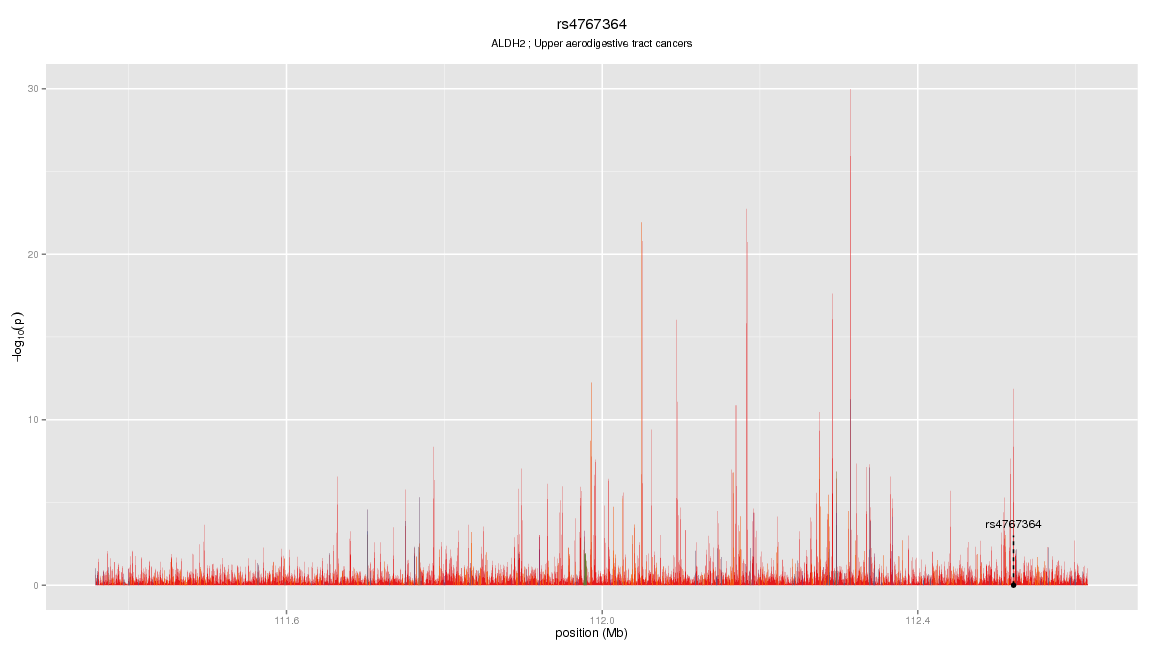 rs4767364
ALDH2 ; Upper aerodigestive tract cancers
30
20
10
0
−log10(p)
rs4767364
111.6
112.0
112.4
position (Mb)